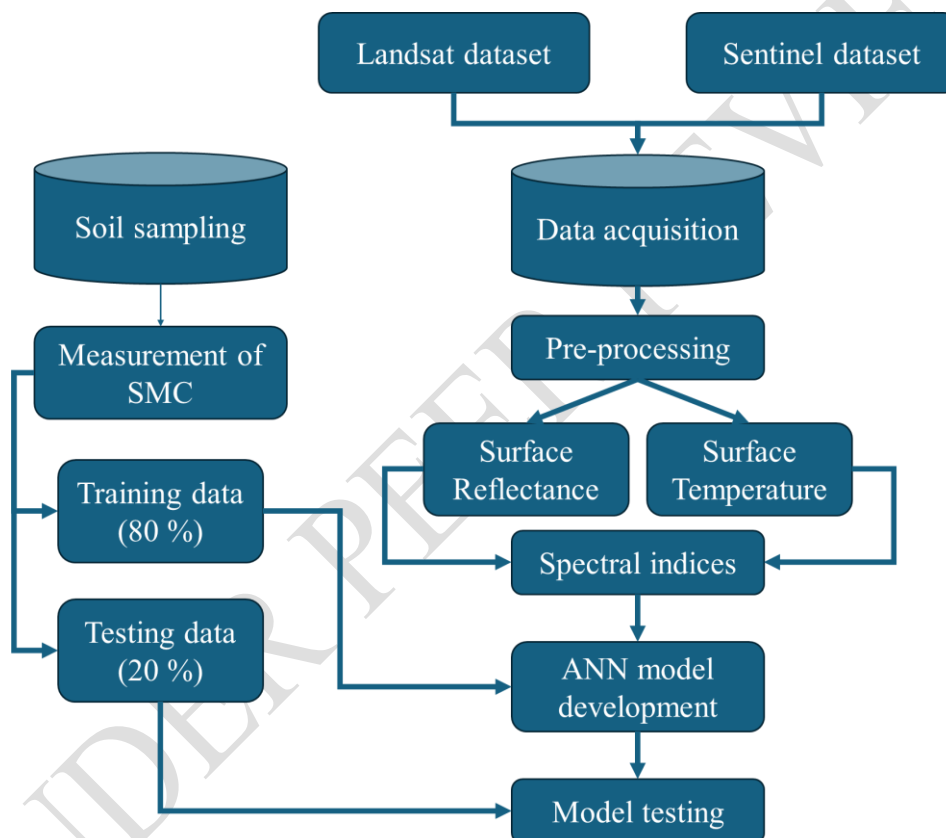 Landsat dataset
Sentinel dataset
Soil sampling
Data acquisition
Measurement of
SMC
Pre-processing
Surface
Reflectance
Surface
Temperature
Training data
(80 %)
Spectral indices
Testing data
(20 %)
ANN model
development
Model testing